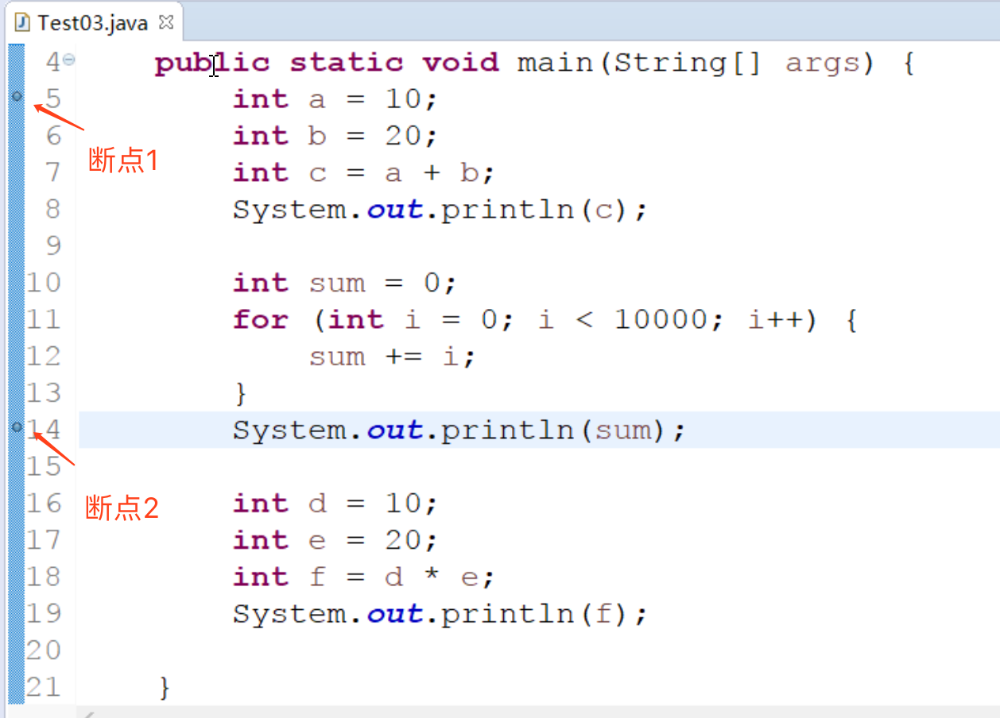 Test03.java
4 public static void main(String[] args) {
5 int a = 10;
断点1
6 int b = 20;
7 int c = a + b;
8 System.out.println(c);
9
10 int sum = 0;
11 for (int i = 0; i < 10000; i++) {
12 sum += i;
13 }
14 System.out.println(sum);
15
断点2
16 int d = 10;
17 int e = 20;
18 int f = d * e;
19 System.out.println(f);
20
21 }